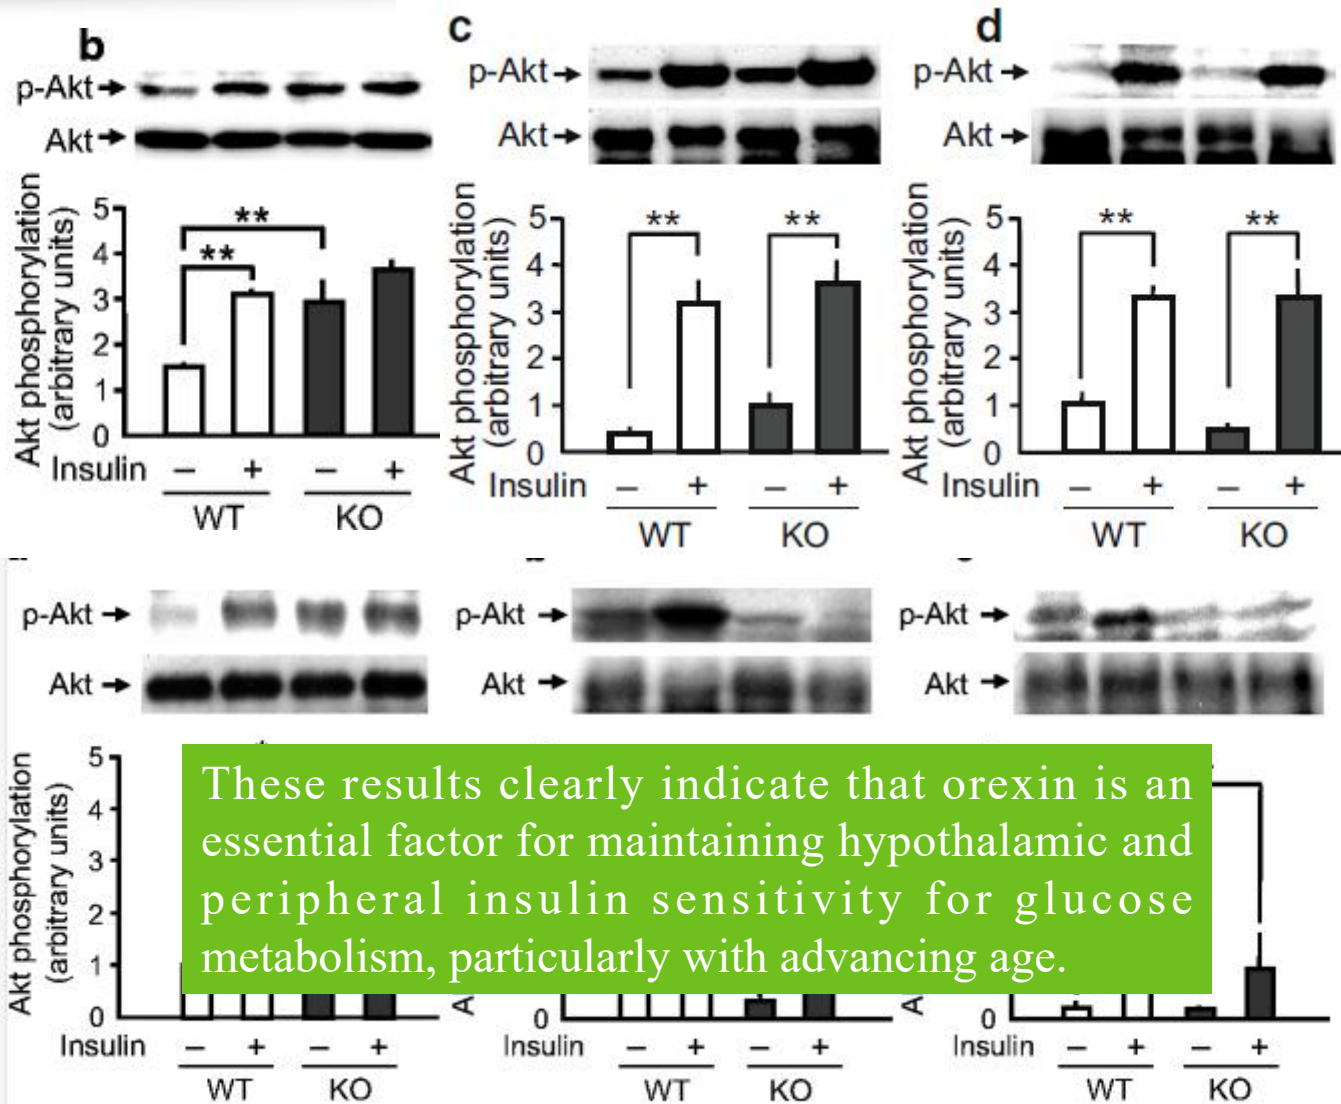 b
p-Akt
Akt
Akt phosphorylation
(arbitrary units)
5
4
3
2
1
0
**
**
Insulin − + − +
WT KO
c
p-Akt
Akt
Akt phosphorylation
(arbitrary units)
5
4
3
2
1
0
** **
Insulin − + − +
WT KO
d
p-Akt
Akt
Akt phosphorylation
(arbitrary units)
5
4
3
2
1
0
** **
Insulin − + − +
WT KO
p-Akt
Akt
Akt phosphorylation
(arbitrary units)
5
4
3
2
1
0
Insulin − + − +
WT KO
p-Akt
Akt
0
Insulin − + − +
WT KO
p-Akt
Akt
0
Insulin − + − +
WT KO
These results clearly indicate that orexin is an
essential factor for maintaining hypothalamic and
peripheral insulin sensitivity for glucose
metabolism, particularly with advancing age.